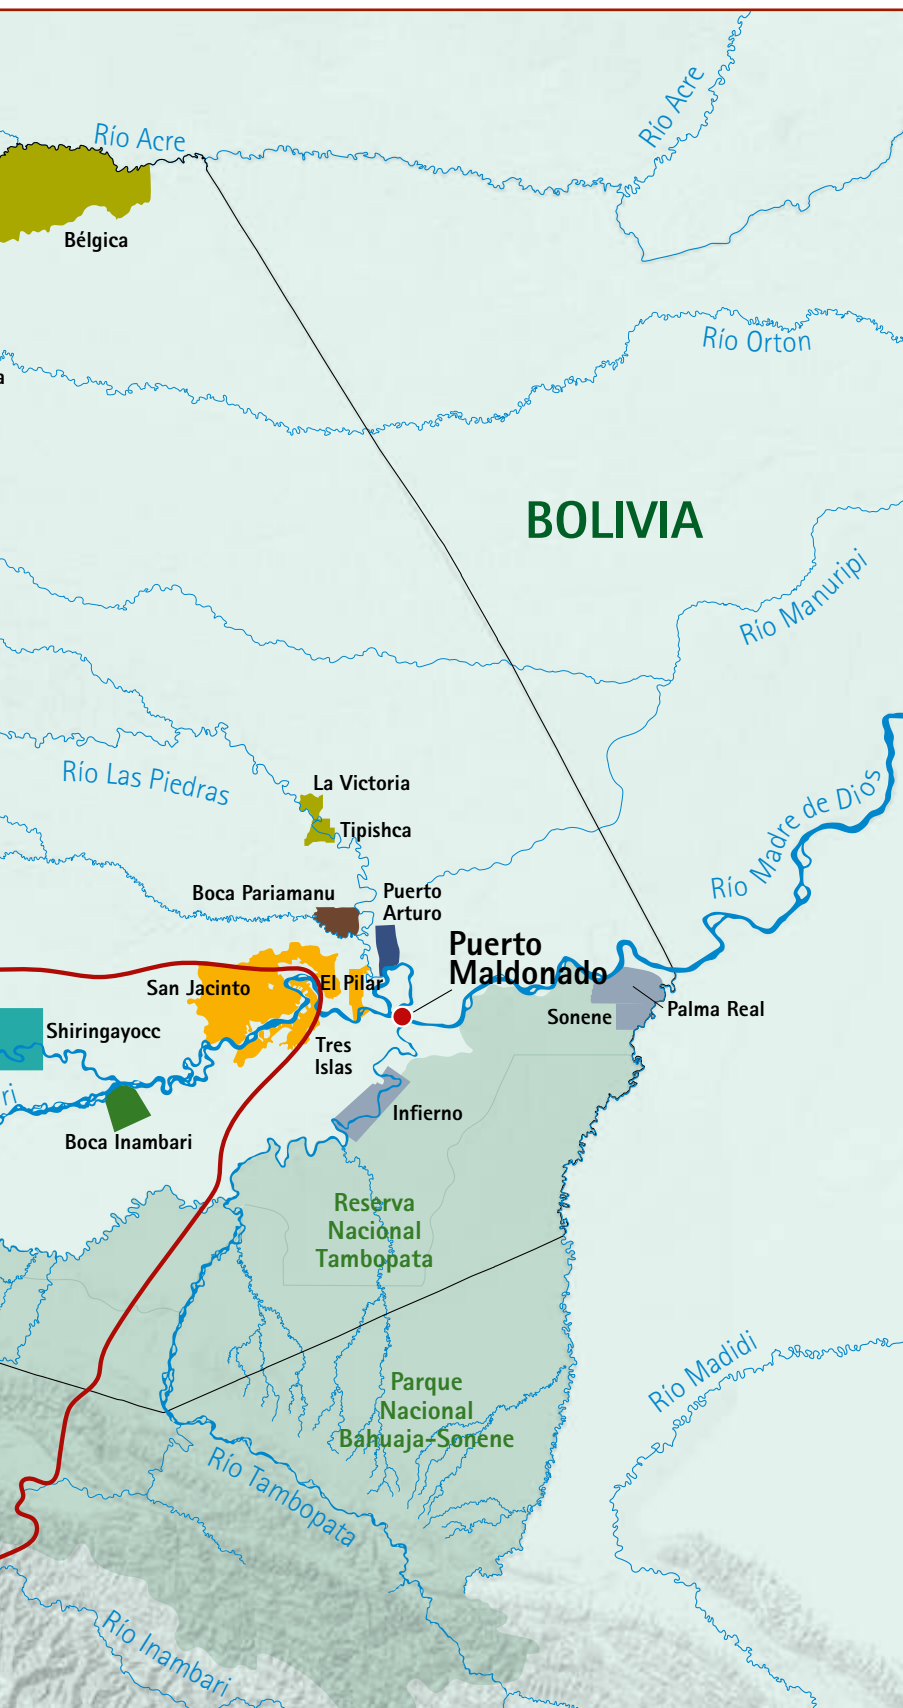 Río Acre
Río Acre
Bélgica
Río Orton
a
BOLIVIA
Río Manuripi
Río Las Piedras
La Victoria
Tipishca
Río Madre de Dios
Boca Pariamanu
Puerto
Arturo
Puerto
Maldonado
San Jacinto
El Pilar
Palma Real
Sonene
Shiringayocc
Tres
Islas
ri
Infierno
Boca Inambari
Reserva
Nacional
Tambopata
Río Madidi
Parque
Nacional
Bahuaja-Sonene
Río Tambopata
Río Inambari